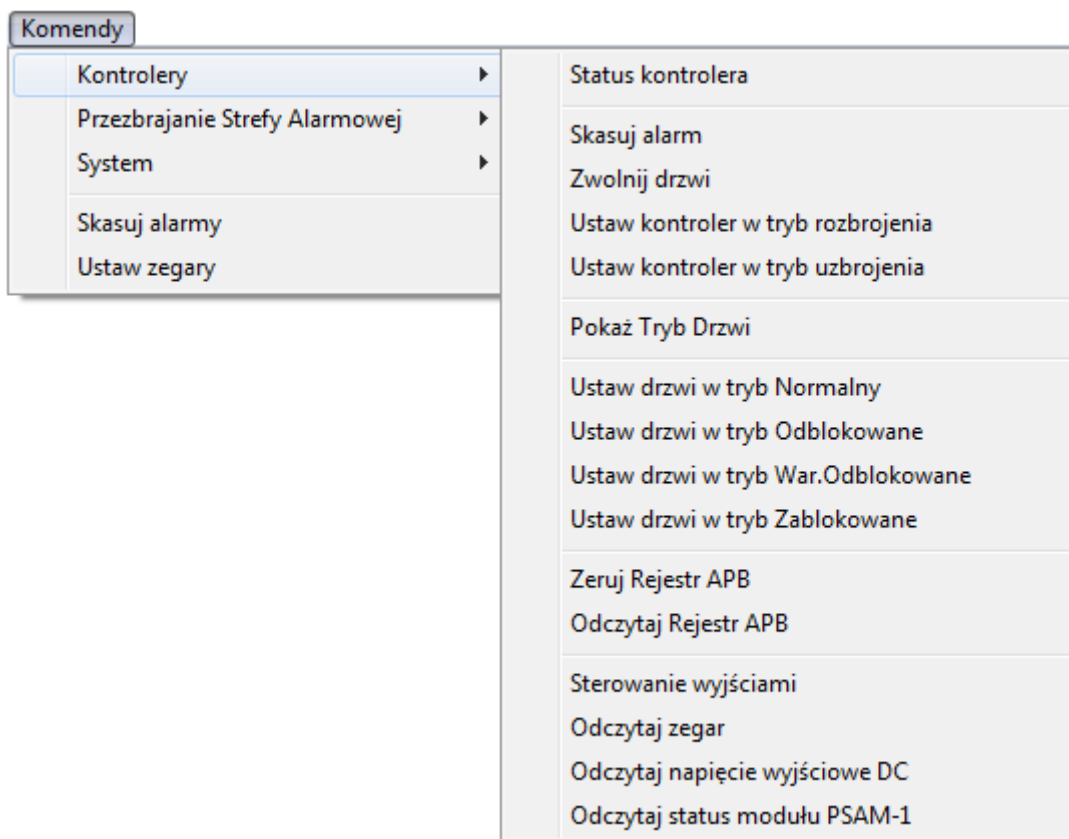 Komendy
Kontrolery
Przezbrajanie Strefy Alarmowej
System
Skasuj alarmy
Ustaw zegary
Status kontrolera
Skasuj alarm
Zwolnij drzwi
Ustaw kontroler w tryb rozbrojenia
Ustaw kontroler w tryb uzbrojenia
Pokaż Tryb Drzwi
Ustaw drzwi w tryb Normalny
Ustaw drzwi w tryb Odblokowane
Ustaw drzwi w tryb War.Odblokowane
Ustaw drzwi w tryb Zablokowane
Zeruj Rejestr APB
Odczytaj Rejestr APB
Sterowanie wyjściami
Odczytaj zegar
Odczytaj napięcie wyjściowe DC
Odczytaj status modułu PSAM-1